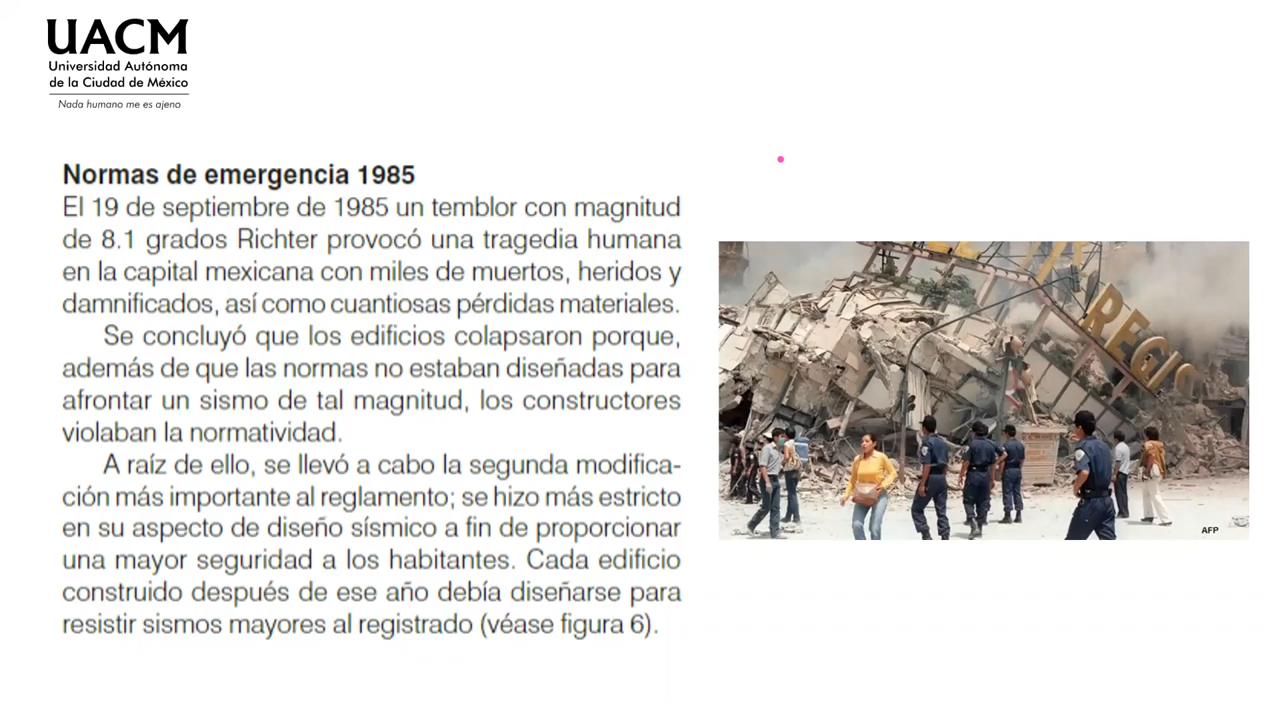 UACM
Universidad Autónoma
de la Ciudad de México
Nada humano me es ajeno
Normas de emergencia 1985
El 19 de septiembre de 1985 un temblor con magnitud
de 8.1 grados Richter provocó una tragedia humana
en la capital mexicana con miles de muertos, heridos y
damnificados, así como cuantiosas pérdidas materiales.
Se concluyó que los edificios colapsaron porque,
además de que las normas no estaban diseñadas para
afrontar un sismo de tal magnitud, los constructores
violaban la normatividad.
A raíz de ello, se llevó a cabo la segunda modifica-
ción más importante al reglamento; se hizo más estricto
en su aspecto de diseño sísmico a fin de proporcionar
una mayor seguridad a los habitantes. Cada edificio
construido después de ese año debía diseñarse para
resistir sismos mayores al registrado (véase figura 6).
REGIS
AFP